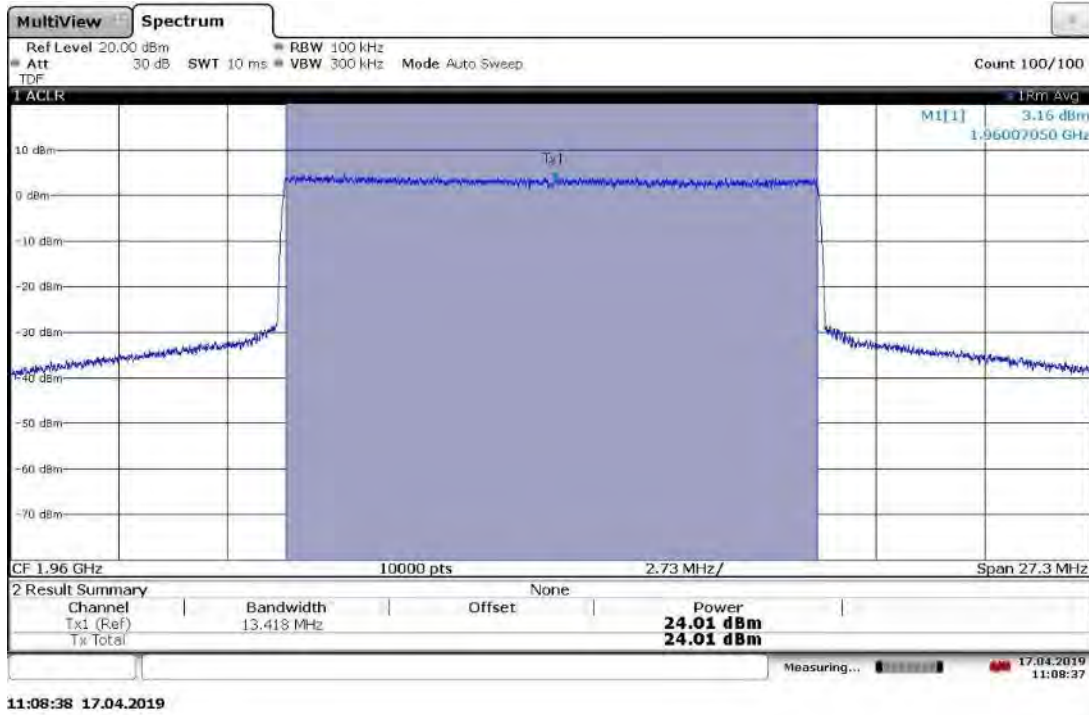 MultiView Spectrum
Ref Level 20.00 dBm RBW 100 kHz
Att 30 dB SWT 10 ms VBW 300 kHz Mode Auto Sweep Count 100/100
TDF
1 ACLR 1Rm Avg
M1[1] 3.16 dBm
1.96007050 GHz
10 dBm
Tx1
0 dBm
-10 dBm
-20 dBm
-30 dBm
-40 dBm
-50 dBm
-60 dBm
-70 dBm
CF 1.96 GHz 10000 pts 2.73 MHz/ Span 27.3 MHz
2 Result Summary None
Channel Bandwidth Offset Power
Tx1 (Ref) 13.418 MHz 24.01 dBm
Tx Total 24.01 dBm
Measuring... 17.04.2019
11:08:37
11:08:38 17.04.2019